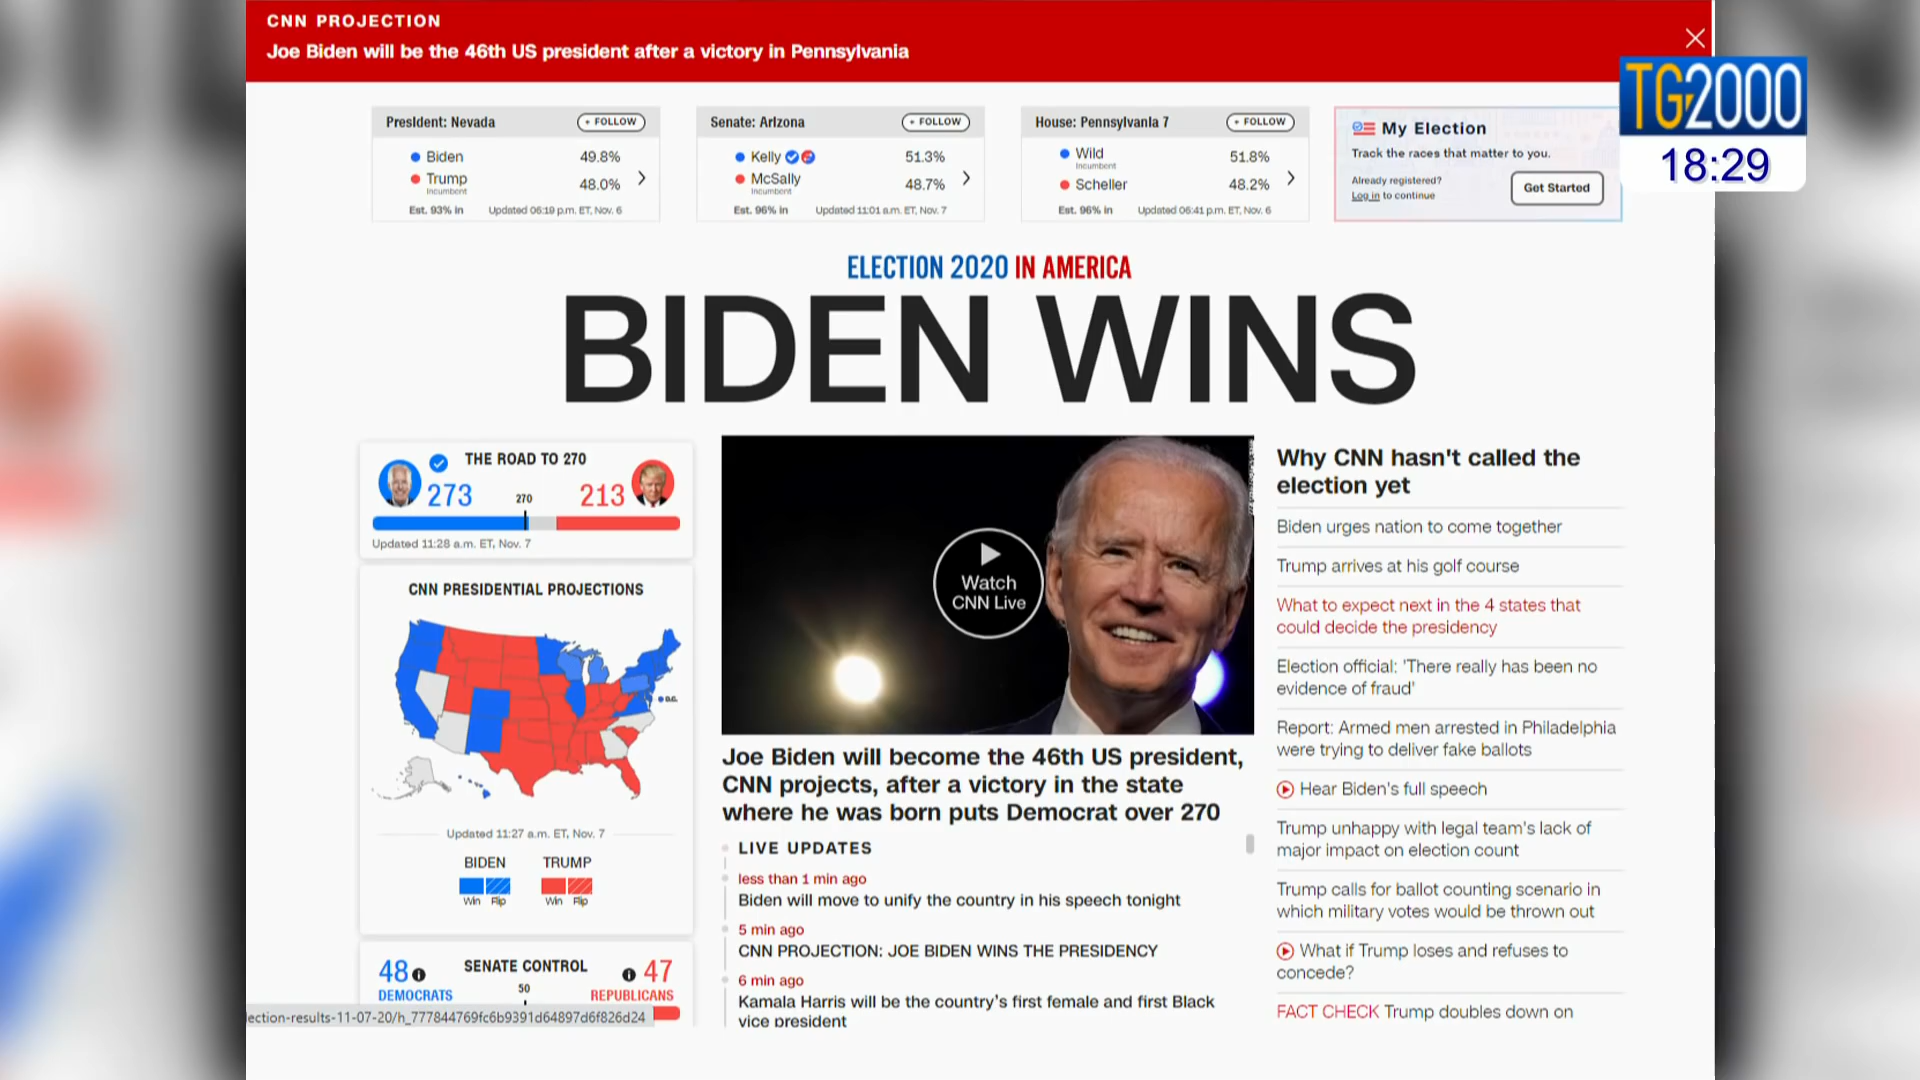 CNN PROJECTION
Joe Biden will be the 46th US president after a victory in Pennsylvania
TG2000
18:29
President: Nevada
+ FOLLOW
Biden 49.8%
Trump 48.0%
Incumbent
Est. 93% in Updated 06:19 p.m. ET, Nov. 6
Senate: Arizona
+ FOLLOW
Kelly 51.3%
McSally 48.7%
Incumbent
Est. 96% in Updated 11:01 a.m. ET, Nov. 7
House: Pennsylvania 7
+ FOLLOW
Wild 51.8%
Incumbent
Scheller 48.2%
Est. 96% in Updated 06:41 p.m. ET, Nov. 6
My Election
Track the races that matter to you.
Already registered?
Log in to continue
Get Started
ELECTION 2020 IN AMERICA
BIDEN WINS
THE ROAD TO 270
273 270 213
Updated 11:28 a.m. ET, Nov. 7
CNN PRESIDENTIAL PROJECTIONS
D.C.
Updated 11:27 a.m. ET, Nov. 7
BIDEN TRUMP
Win Flip Win Flip
48 SENATE CONTROL 47
50
DEMOCRATS REPUBLICANS
ection-results-11-07-20/h_777844769fc6b9391d64897d6f826d24
Watch
CNN Live
Joe Biden will become the 46th US president,
CNN projects, after a victory in the state
where he was born puts Democrat over 270
LIVE UPDATES
less than 1 min ago
Biden will move to unify the country in his speech tonight
5 min ago
CNN PROJECTION: JOE BIDEN WINS THE PRESIDENCY
6 min ago
Kamala Harris will be the country's first female and first Black
vice president
Why CNN hasn't called the
election yet
Biden urges nation to come together
Trump arrives at his golf course
What to expect next in the 4 states that
could decide the presidency
Election official: 'There really has been no
evidence of fraud'
Report: Armed men arrested in Philadelphia
were trying to deliver fake ballots
Hear Biden's full speech
Trump unhappy with legal team's lack of
major impact on election count
Trump calls for ballot counting scenario in
which military votes would be thrown out
What if Trump loses and refuses to
concede?
FACT CHECK Trump doubles down on